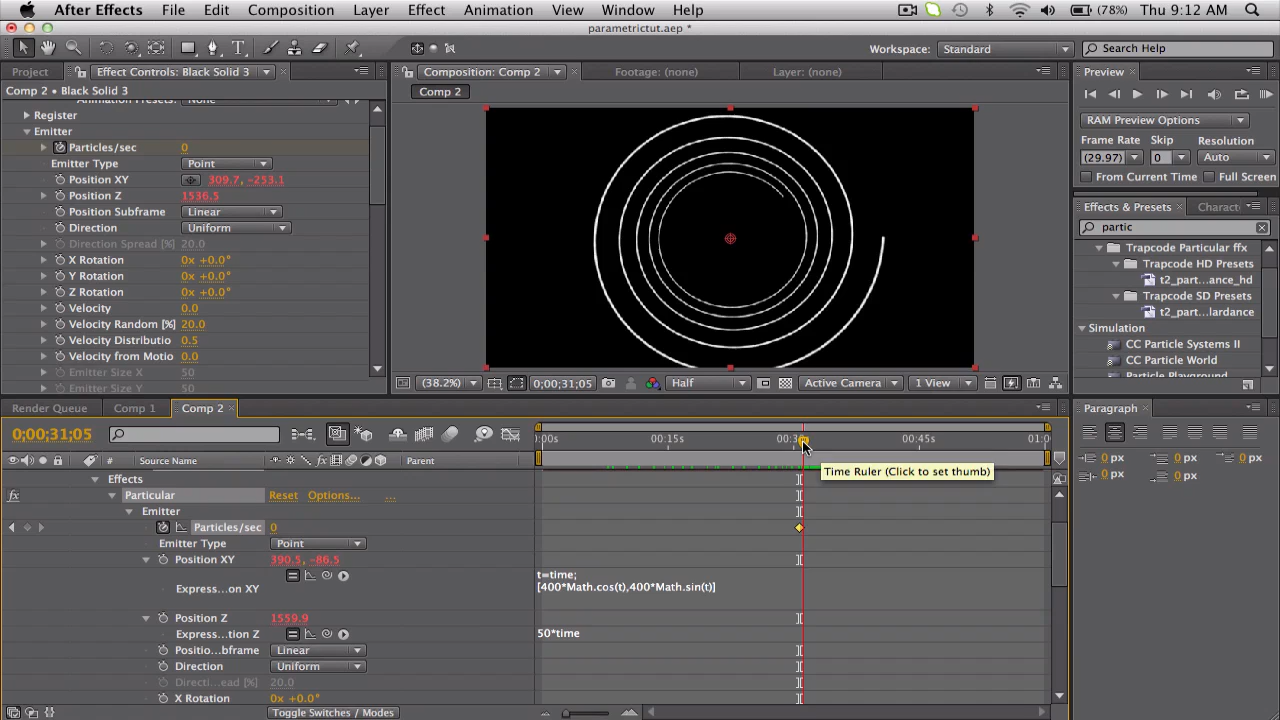 After Effects File Edit Composition Layer Effect Animation View Window Help (78%) Thu 9:12 AM
parametrictut.aep *
Workspace: Standard Search Help
Project Effect Controls: Black Solid 3 Composition: Comp 2 Footage: (none) Layer: (none) Preview
Comp 2 • Black Solid 3 Comp 2
Animation Presets: None
Register
Emitter
Particles/sec 0
Emitter Type Point
Position XY 309.7, -253.1
Position Z 1536.5
Position Subframe Linear
Direction Uniform
Direction Spread [%] 20.0
X Rotation 0x +0.0°
Y Rotation 0x +0.0°
Z Rotation 0x +0.0°
Velocity 0.0
Velocity Random [%] 20.0
Velocity Distributio 0.5
Velocity from Motio 0.0
Emitter Size X 50
Emitter Size Y 50
(38.2%) 0;00;31;05 Half Active Camera 1 View
RAM Preview Options
Frame Rate Skip Resolution
(29.97) 0 Auto
From Current Time Full Screen
Effects & Presets Charact
partic
Trapcode Particular ffx
Trapcode HD Presets
t2_part...ance_hd
Trapcode SD Presets
t2_part...lardance
Simulation
CC Particle Systems II
CC Particle World
Particle Playground
Render Queue Comp 1 Comp 2 Paragraph
0;00;31;05 :00s 00:15s 00:30s 00:45s 01:0
Source Name Parent
Time Ruler (Click to set thumb)
0 px 0 px 0 px
0 px 0 px
Effects
fx Particular Reset Options... ...
Emitter
Particles/sec 0
Emitter Type Point
Position XY 390.5, -86.5
t=time;
Express...on XY [400*Math.cos(t),400*Math.sin(t)]
Position Z 1559.9
Express...tion Z 50*time
Positio...bframe Linear
Direction Uniform
Directi...ead [%] 20.0
X Rotation 0x +0.0°
Toggle Switches / Modes